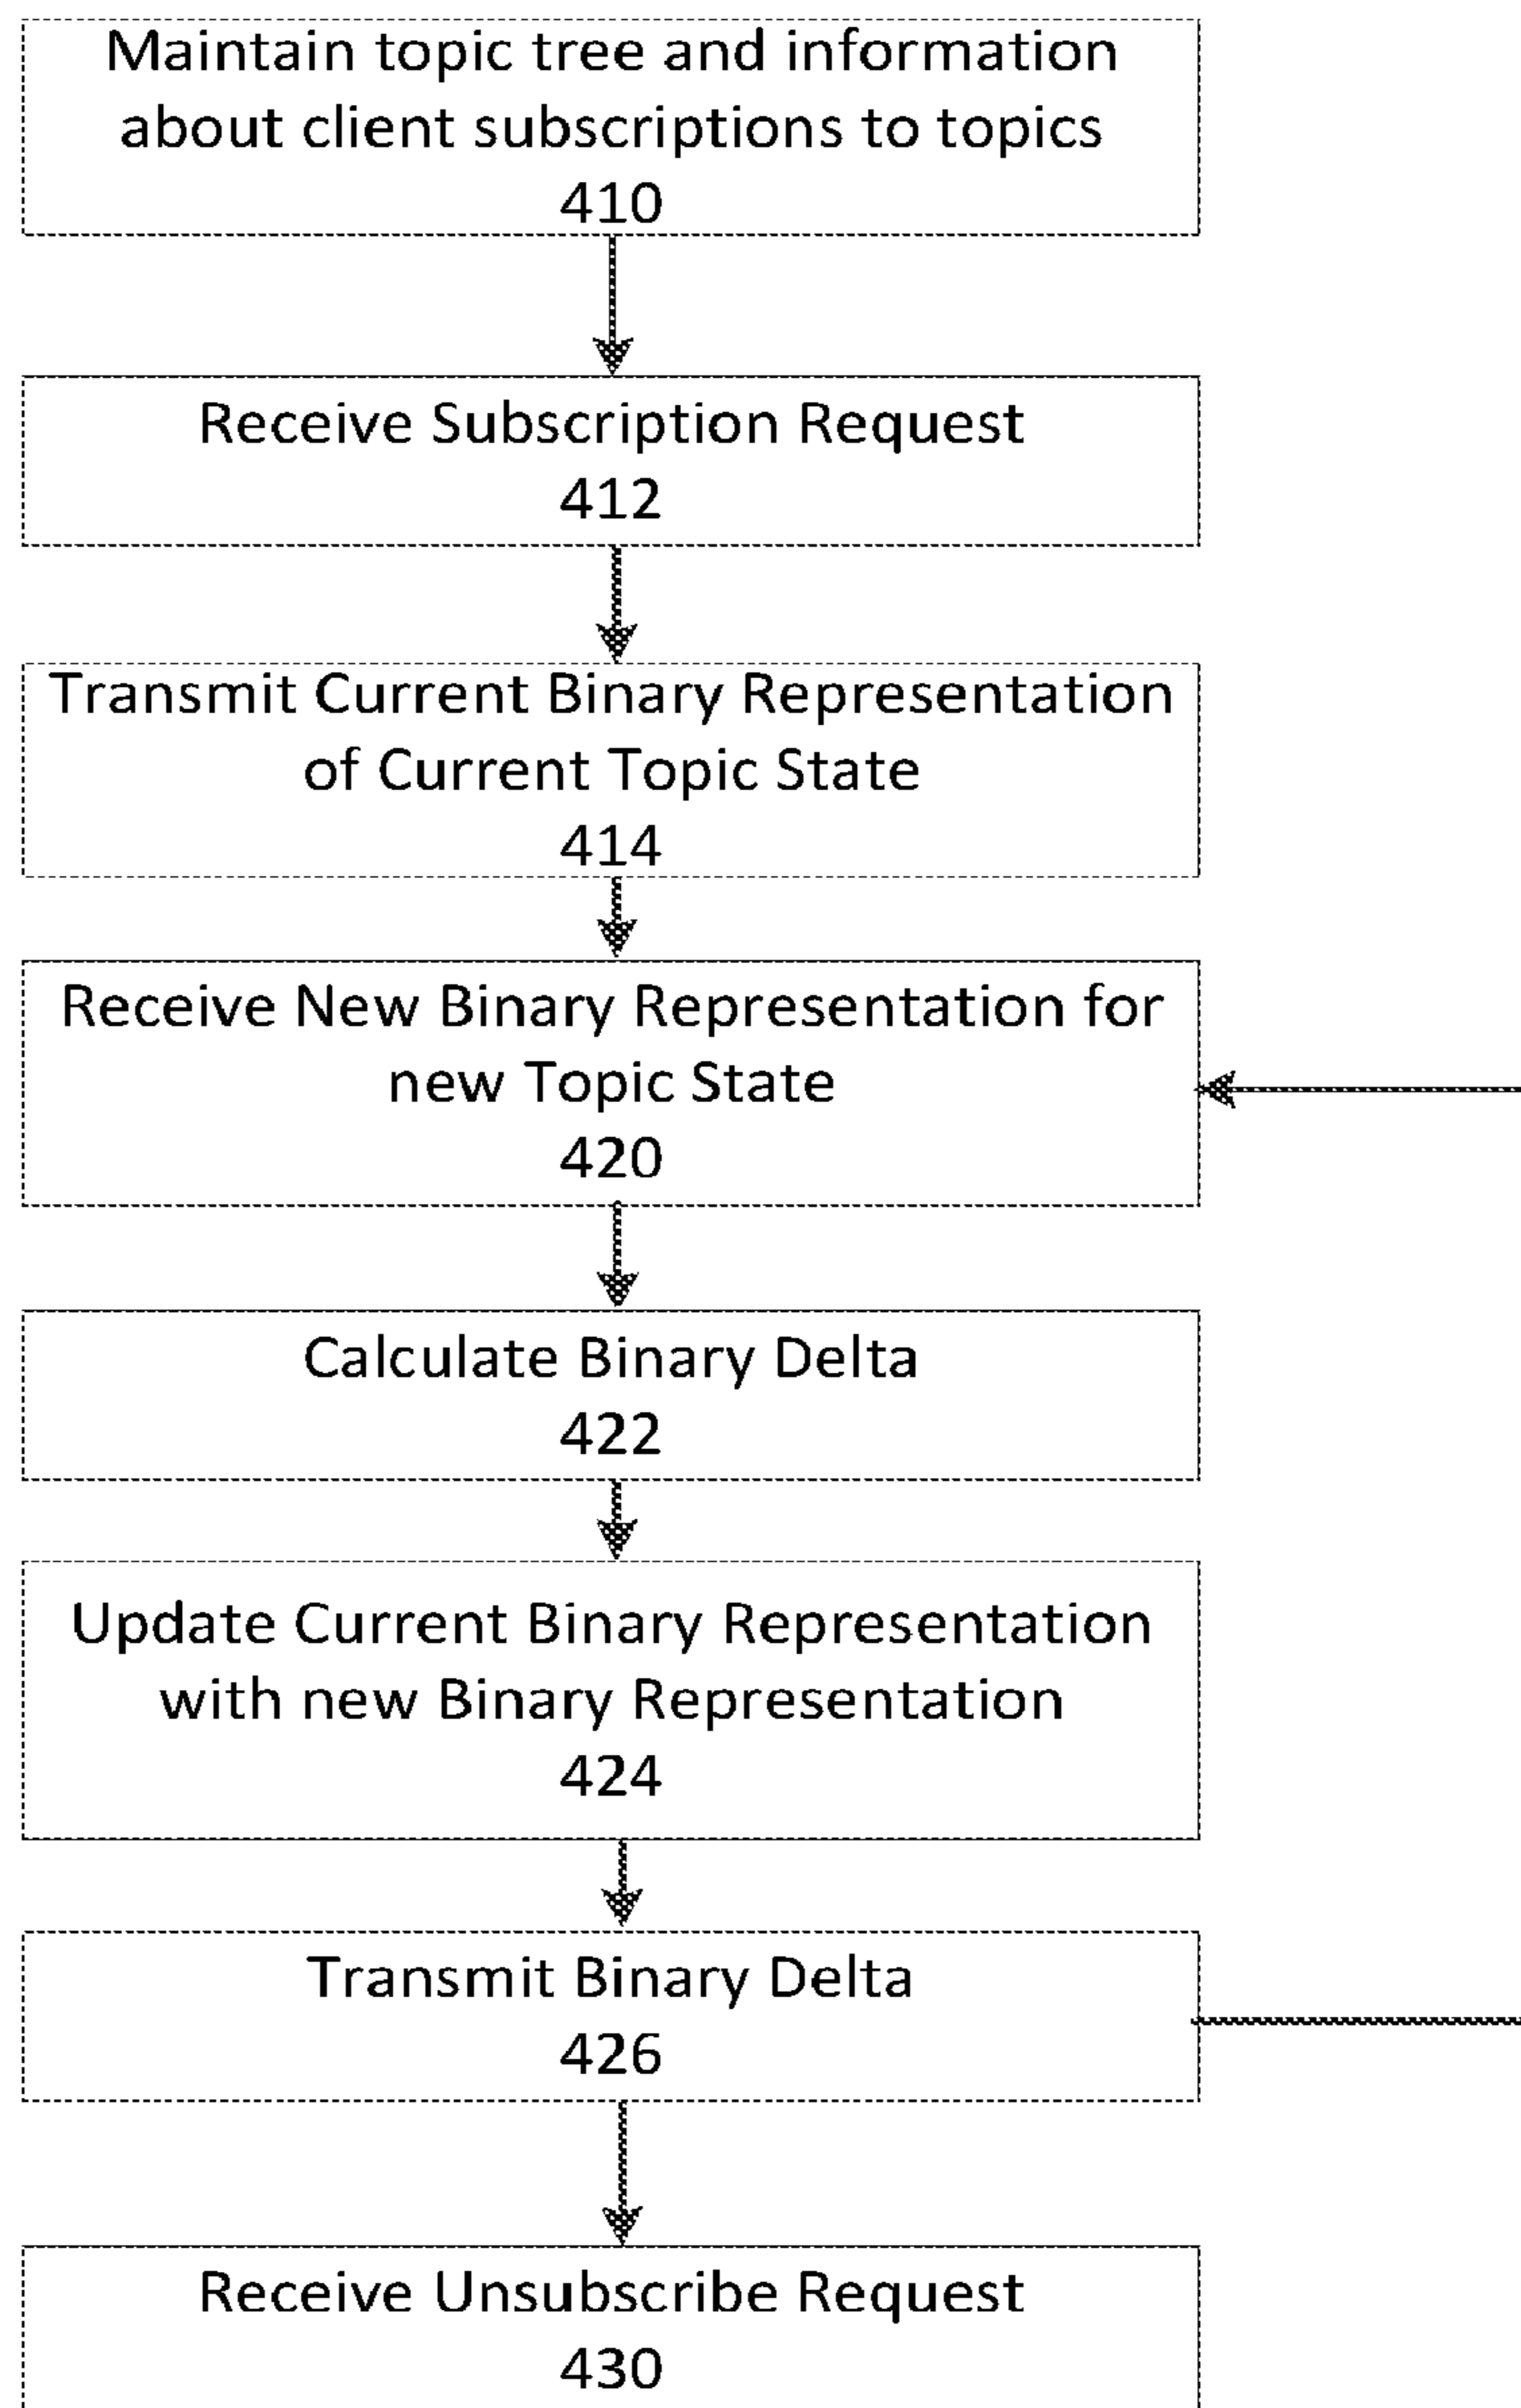 Maintain topic tree and information
about client subscriptions to topics
410
Receive Subscription Request
412
Transmit Current Binary Representation
of Current Topic State
414
Receive New Binary Representation for
new Topic State
420
Calculate Binary Delta
422
Update Current Binary Representation
with new Binary Representation
424
Transmit Binary Delta
426
Receive Unsubscribe Request
430